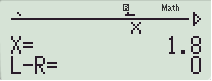 R Math
X
X= 1.8
L-R= 0